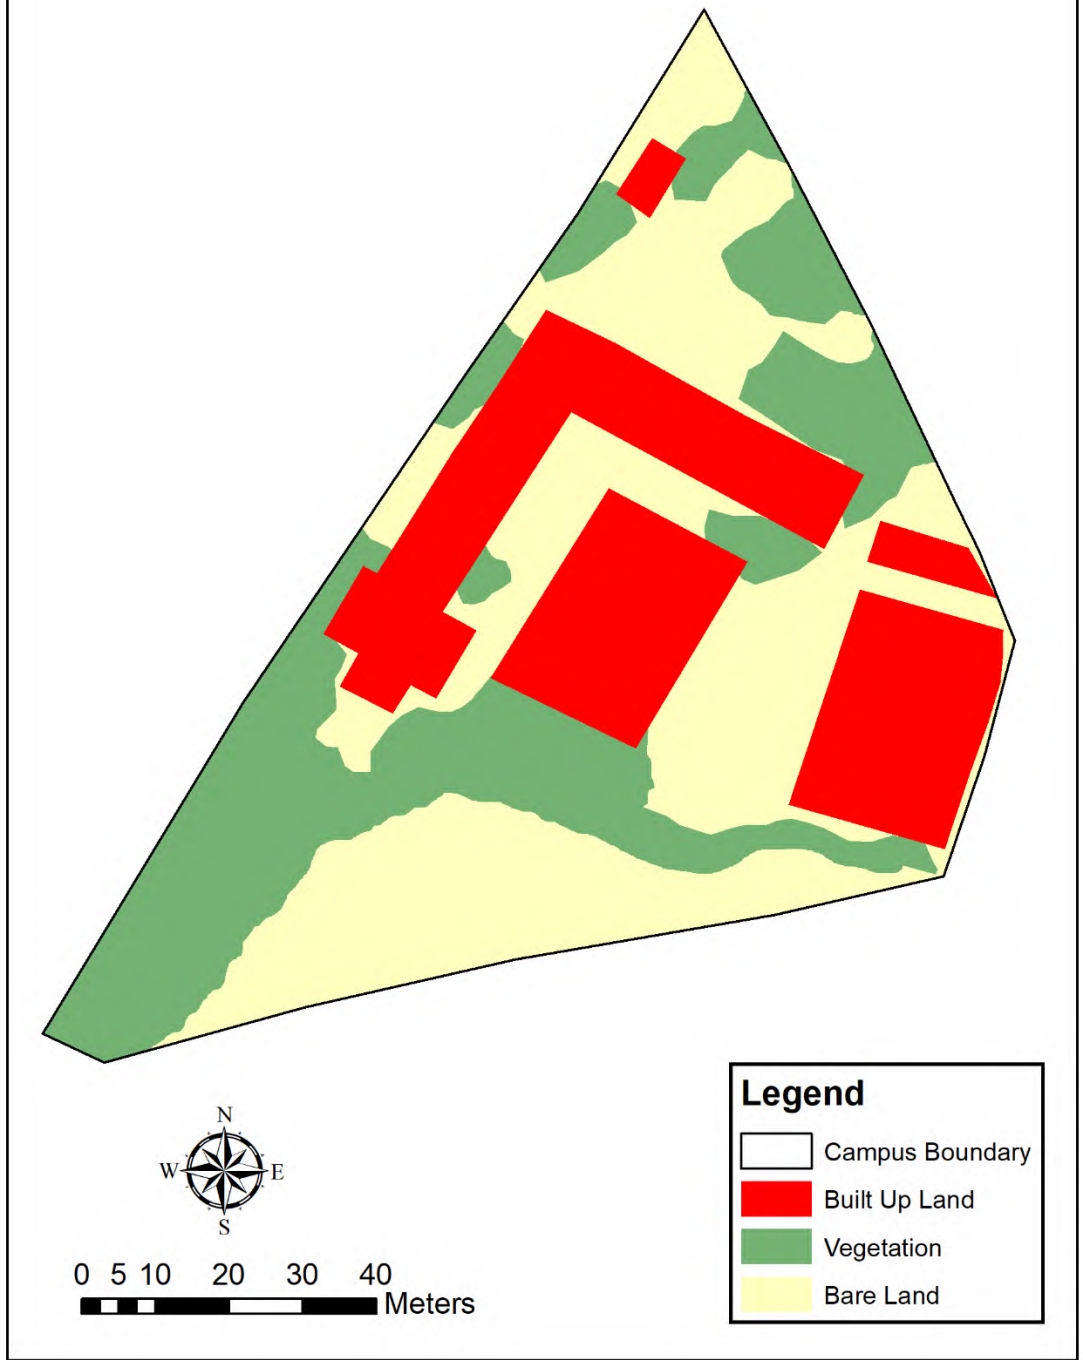 N
W E
S
0 5 10 20 30 40
Meters
Legend
Campus Boundary
Built Up Land
Vegetation
Bare Land